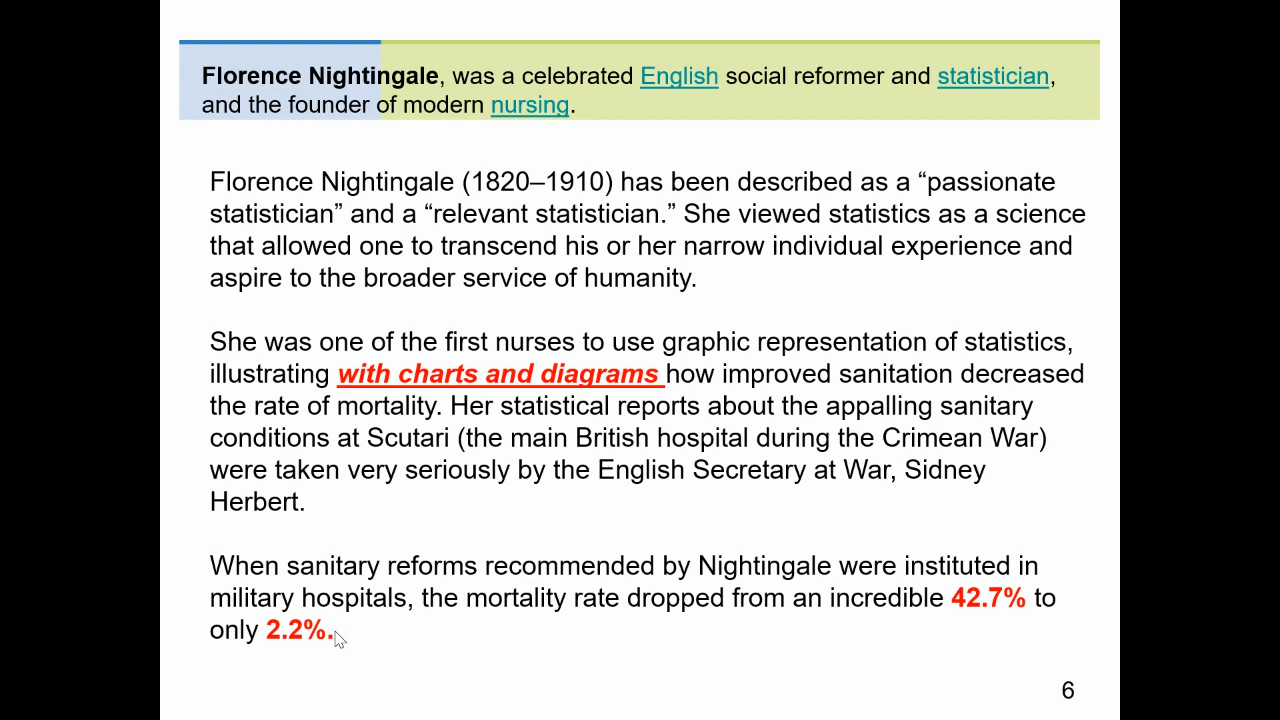 Florence Nightingale, was a celebrated English social reformer and statistician,
and the founder of modern nursing.
Florence Nightingale (1820–1910) has been described as a “passionate
statistician” and a “relevant statistician.” She viewed statistics as a science
that allowed one to transcend his or her narrow individual experience and
aspire to the broader service of humanity.
She was one of the first nurses to use graphic representation of statistics,
illustrating with charts and diagrams how improved sanitation decreased
the rate of mortality. Her statistical reports about the appalling sanitary
conditions at Scutari (the main British hospital during the Crimean War)
were taken very seriously by the English Secretary at War, Sidney
Herbert.
When sanitary reforms recommended by Nightingale were instituted in
military hospitals, the mortality rate dropped from an incredible 42.7% to
only 2.2%.
6